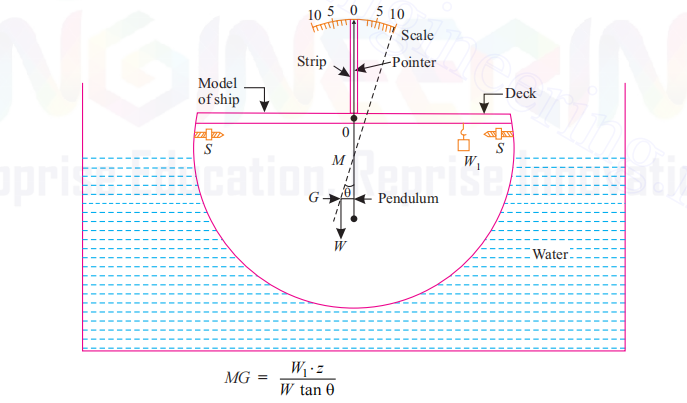 10 5 0 5 10
Scale
Strip
Pointer
Model
of ship
Deck
0
S
S
M
W₁
θ
G
Pendulum
W
Water
MG = W₁·z / W tan θ